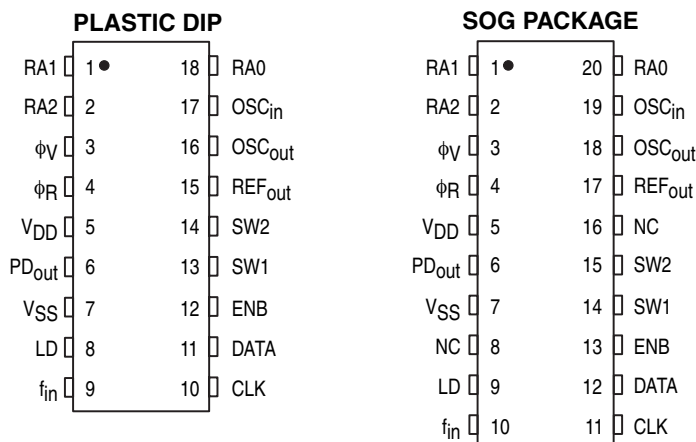 PLASTIC DIP
RA1 1 18 RA0
RA2 2 17 OSCin
ϕV 3 16 OSCout
ϕR 4 15 REFout
VDD 5 14 SW2
PDout 6 13 SW1
VSS 7 12 ENB
LD 8 11 DATA
fin 9 10 CLK
SOG PACKAGE
RA1 1 20 RA0
RA2 2 19 OSCin
ϕV 3 18 OSCout
ϕR 4 17 REFout
VDD 5 16 NC
PDout 6 15 SW2
VSS 7 14 SW1
NC 8 13 ENB
LD 9 12 DATA
fin 10 11 CLK